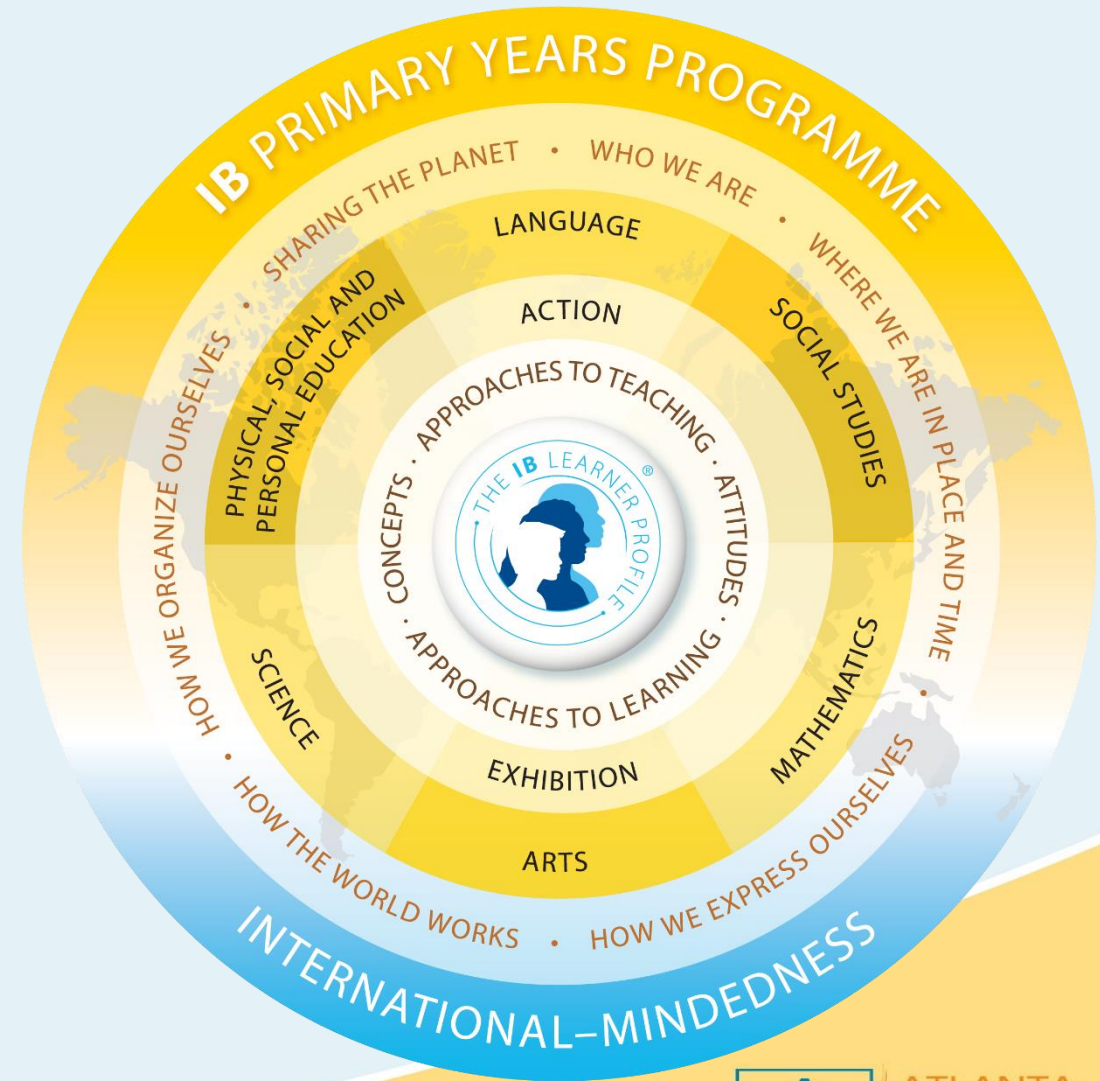 IB PRIMARY YEARS PROGRAMME
SHARING THE PLANET • WHO WE ARE • WHERE WE ARE IN PLACE AND TIME • HOW WE EXPRESS OURSELVES • HOW THE WORLD WORKS • HOW WE ORGANIZE OURSELVES •
LANGUAGE
SOCIAL STUDIES
MATHEMATICS
ARTS
SCIENCE
PHYSICAL, SOCIAL AND
PERSONAL EDUCATION
ACTION
EXHIBITION
APPROACHES TO TEACHING · ATTITUDES · APPROACHES TO LEARNING · CONCEPTS ·
• THE IB LEARNER PROFILE •
®
INTERNATIONAL–MINDEDNESS
ATLANTA